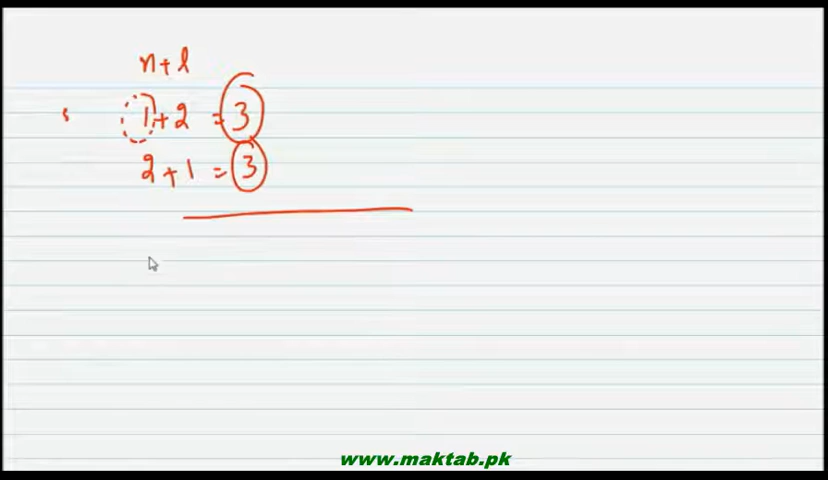 n+l
1+2 = 3
2+1 = 3
www.maktab.pk